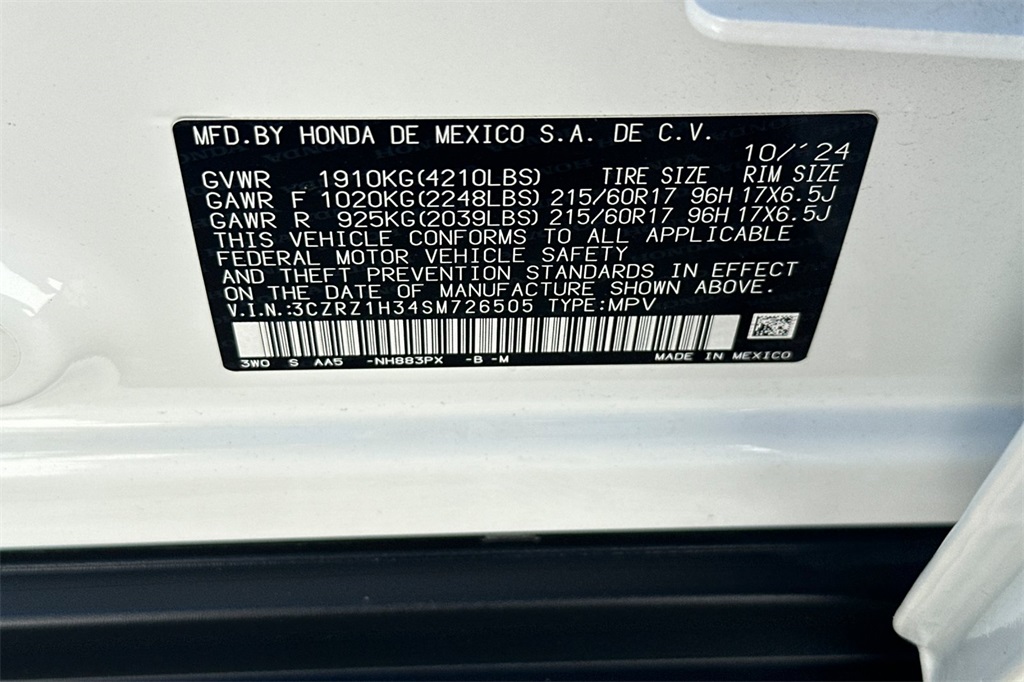 MFD.BY HONDA DE MEXICO S.A. DE C.V.
10/'24
GVWR 1910KG(4210LBS) TIRE SIZE RIM SIZE
GAWR F 1020KG(2248LBS) 215/60R17 96H 17X6.5J
GAWR R 925KG(2039LBS) 215/60R17 96H 17X6.5J
THIS VEHICLE CONFORMS TO ALL APPLICABLE
FEDERAL MOTOR VEHICLE SAFETY
AND THEFT PREVENTION STANDARDS IN EFFECT
ON THE DATE OF MANUFACTURE SHOWN ABOVE.
V.I.N.:3CZRZ1H34SM726505 TYPE:MPV
3W0 S AA5 -NH883PX -B -M MADE IN MEXICO